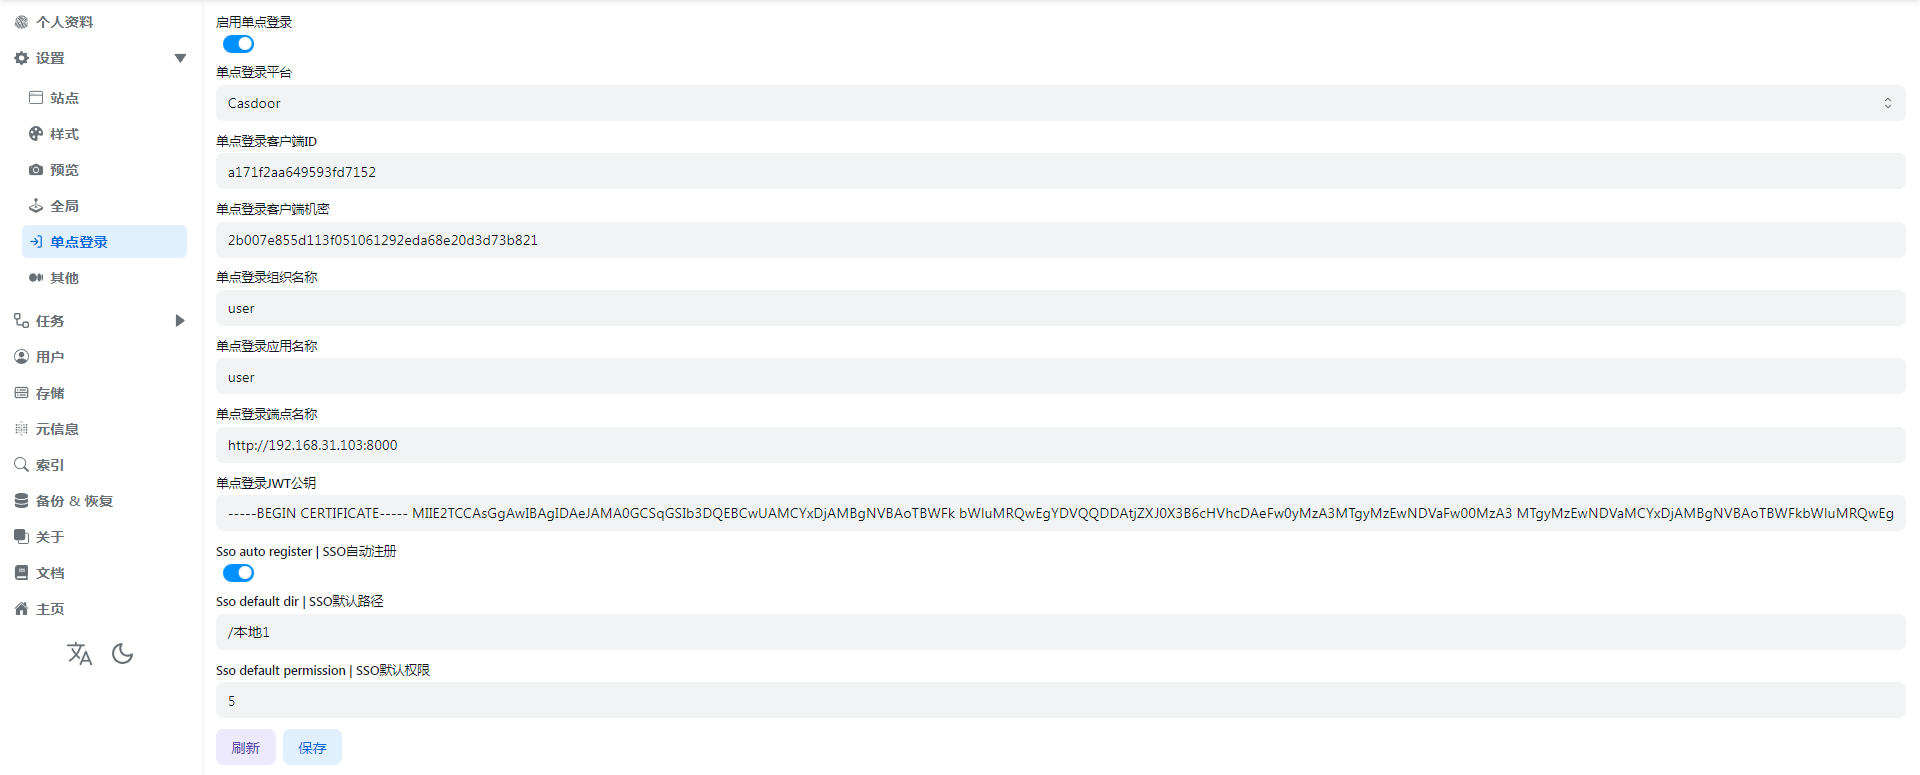 个人资料
设置
站点
样式
预览
全局
单点登录
其他
任务
用户
存储
元信息
索引
备份 & 恢复
关于
文档
主页
启用单点登录
单点登录平台
Casdoor
单点登录客户端ID
a171f2aa649593fd7152
单点登录客户端机密
2b007e855d113f051061292eda68e20d3d73b821
单点登录组织名称
user
单点登录应用名称
user
单点登录端点名称
http://192.168.31.103:8000
单点登录JWT公钥
-----BEGIN CERTIFICATE----- MIIE2TCCAsGgAwIBAgIDAeJAMA0GCSqGSIb3DQEBCwUAMCYxDjAMBgNVBAoTBWFk bWluMRQwEgYDVQQDDAtjZXJ0X3B6cHVhcDAeFw0yMzA3MTgyMzEwNDVaFw00MzA3 MTgyMzEwNDVaMCYxDjAMBgNVBAoTBWFkbWluMRQwEg
Sso auto register | SSO自动注册
Sso default dir | SSO默认路径
/本地1
Sso default permission | SSO默认权限
5
刷新
保存